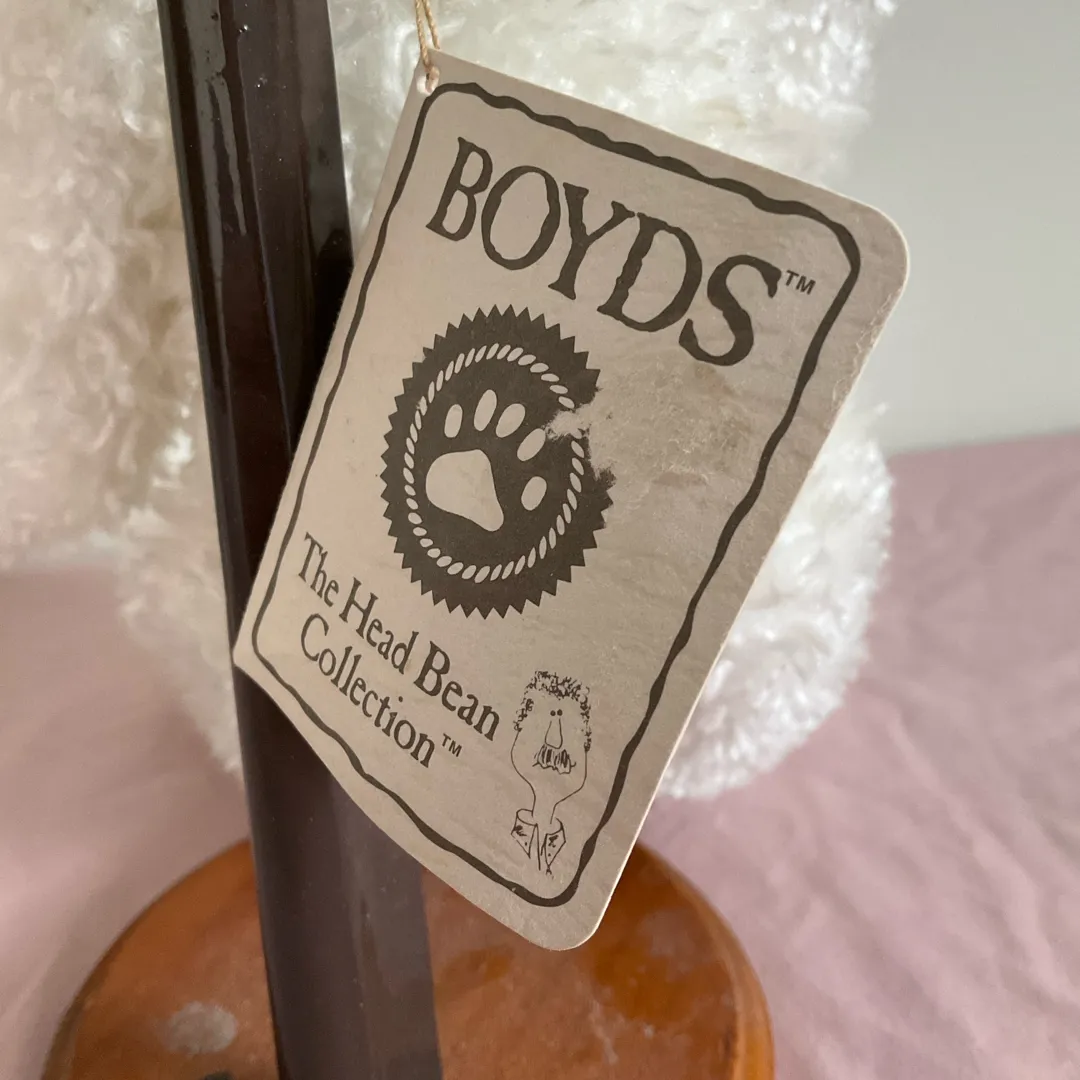 BOYDS™
The Head Bean
Collection™